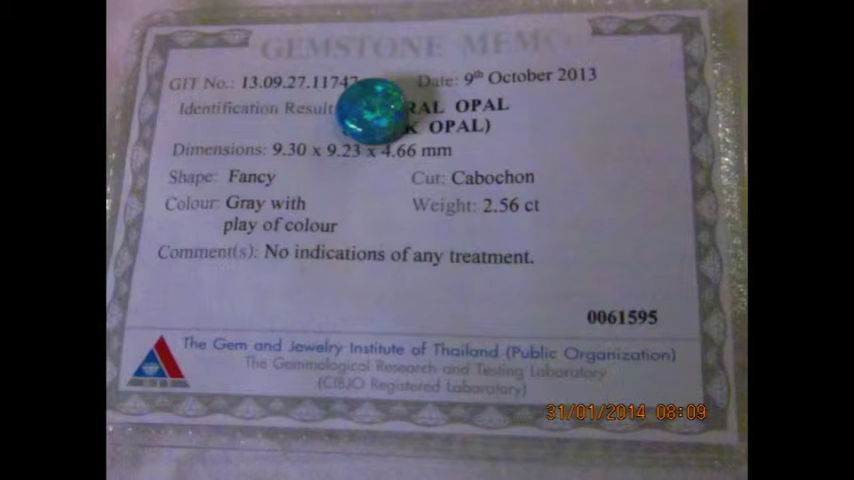 GEMSTONE MEMO
GIT No.: 13.09.27.11747 Date: 9th October 2013
Identification Result RAL OPAL
K OPAL)
Dimensions: 9.30 x 9.23 x 4.66 mm
Shape: Fancy Cut: Cabochon
Colour: Gray with Weight: 2.56 ct
play of colour
Comment(s): No indications of any treatment.
0061595
The Gem and Jewelry Institute of Thailand (Public Organization)
The Gemmological Research and Testing Laboratory
(CIBJO Registered Laboratory)
31/01/2014 08:09